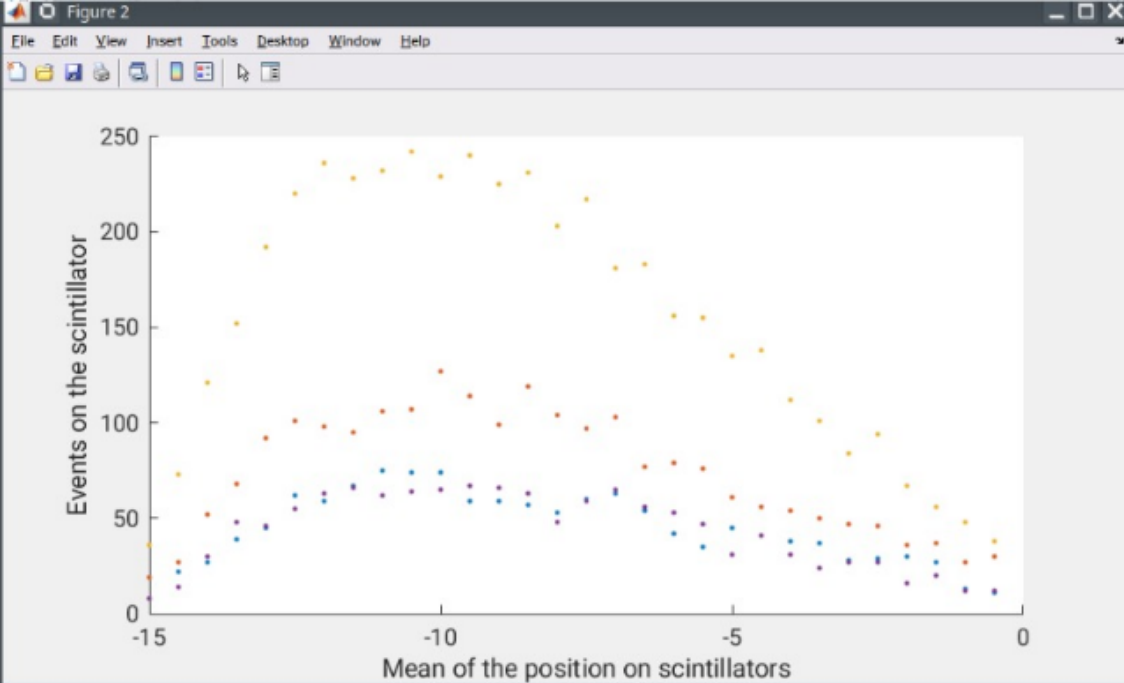 Figure 2
File Edit View Insert Tools Desktop Window Help
250
200
150
100
50
0
-15 -10 -5 0
Events on the scintillator
Mean of the position on scintillators